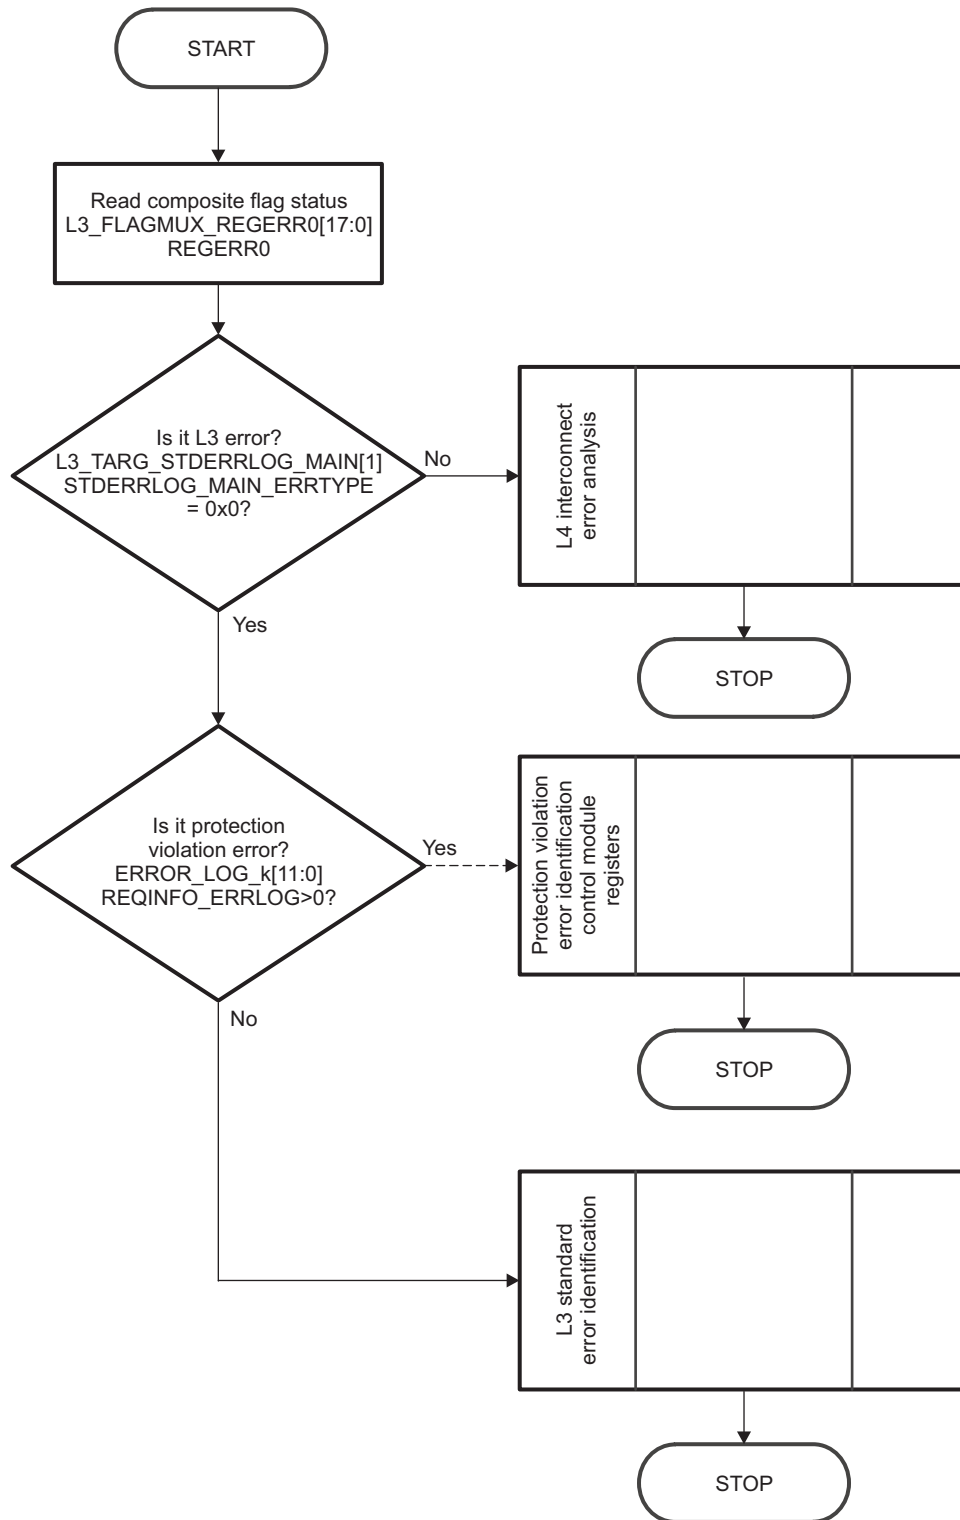 START
Read composite flag status
L3_FLAGMUX_REGERR0[17:0]
REGERR0
Is it L3 error?
L3_TARG_STDERRLOG_MAIN[1]
STDERRLOG_MAIN_ERRTYPE
= 0x0?
No
L4 interconnect
error analysis
Yes
STOP
Is it protection
violation error?
ERROR_LOG_k[11:0]
REQINFO_ERRLOG>0?
Yes
Protection violation
error identification
control module
registers
No
STOP
L3 standard
error identification
STOP